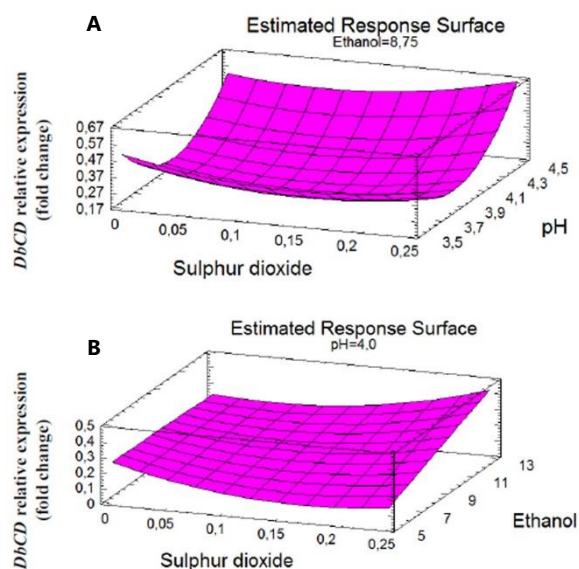 A
Estimated Response Surface
Ethanol=8,75
DbCD relative expression
(fold change)
0,67
0,57
0,47
0,37
0,27
0,17
0
0,05
0,1
0,15
0,2
0,25
Sulphur dioxide
3,5
3,7
3,9
4,1
4,3
4,5
pH
B
Estimated Response Surface
pH=4,0
DbCD relative expression
(fold change)
0,5
0,4
0,3
0,2
0,1
0
0
0,05
0,1
0,15
0,2
0,25
Sulphur dioxide
5
7
9
11
13
Ethanol